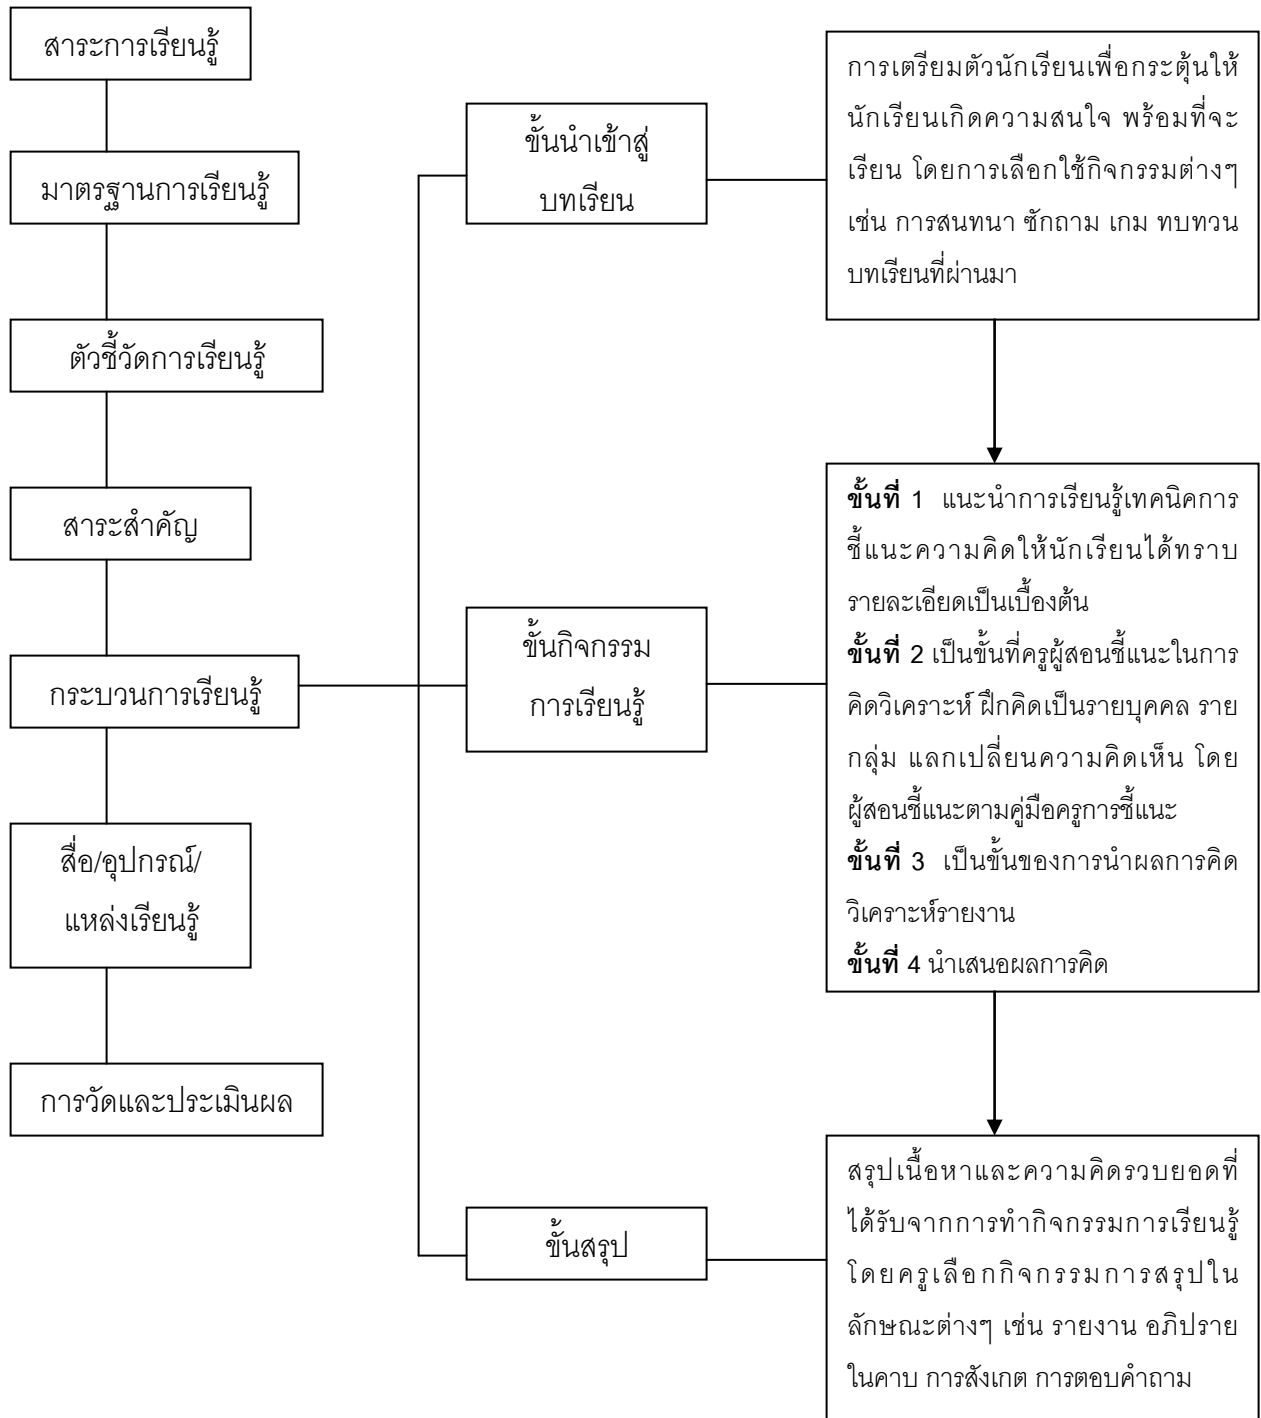 สาระการเรียนรู้
มาตรฐานการเรียนรู้
ตัวชี้วัดการเรียนรู้
สาระสำคัญ
กระบวนการเรียนรู้
สื่อ/อุปกรณ์/
แหล่งเรียนรู้
การวัดและประเมินผล
ขั้นนำเข้าสู่
บทเรียน
ขั้นกิจกรรม
การเรียนรู้
ขั้นสรุป
การเตรียมตัวนักเรียนเพื่อกระตุ้นให้
นักเรียนเกิดความสนใจ พร้อมที่จะ
เรียน โดยการเลือกใช้กิจกรรมต่างๆ
เช่น การสนทนา ซักถาม เกม ทบทวน
บทเรียนที่ผ่านมา
ขั้นที่ 1 แนะนำการเรียนรู้เทคนิคการ
ชี้แนะความคิดให้นักเรียนได้ทราบ
รายละเอียดเป็นเบื้องต้น
ขั้นที่ 2 เป็นขั้นที่ครูผู้สอนชี้แนะในการ
คิดวิเคราะห์ ฝึกคิดเป็นรายบุคคล ราย
กลุ่ม แลกเปลี่ยนความคิดเห็น โดย
ผู้สอนชี้แนะตามคู่มือครูการชี้แนะ
ขั้นที่ 3 เป็นขั้นของการนำผลการคิด
วิเคราะห์รายงาน
ขั้นที่ 4 นำเสนอผลการคิด
สรุปเนื้อหาและความคิดรวบยอดที่
ได้รับจากการทำกิจกรรมการเรียนรู้
โดยครูเลือกกิจกรรมการสรุปใน
ลักษณะต่างๆ เช่น รายงาน อภิปราย
ในคาบ การสังเกต การตอบคำถาม